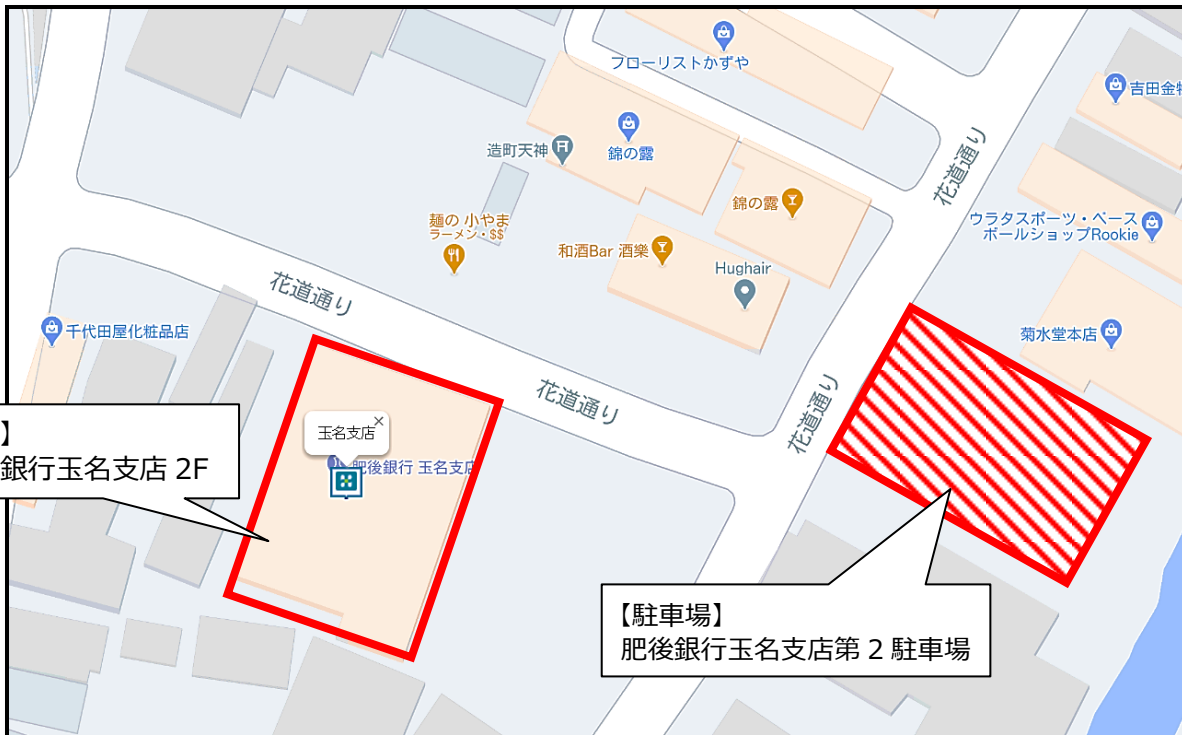 フローリストかずや
吉田金物
造町天神
錦の露
花道通り
錦の露
麺の 小やま
ラーメン・$$
和酒Bar 酒樂
ウラタスポーツ・ベース
ボールショップRookie
Hughair
花道通り
千代田屋化粧品店
菊水堂本店
花道通り
花道通り
玉名支店
×
】
銀行玉名支店 2F
肥後銀行 玉名支店
【駐車場】
肥後銀行玉名支店第 2 駐車場